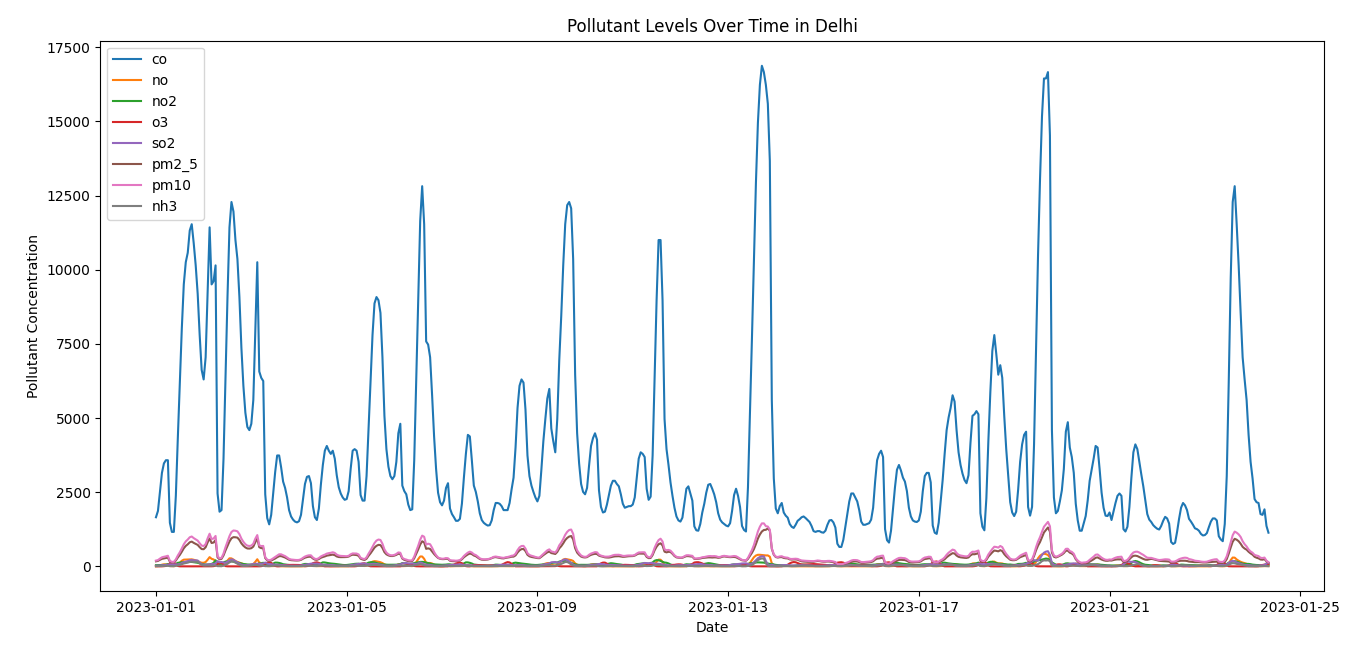 Pollutant Levels Over Time in Delhi
17500
15000
12500
10000
7500
5000
2500
0
Pollutant Concentration
co
no
no2
o3
so2
pm2_5
pm10
nh3
2023-01-01
2023-01-05
2023-01-09
2023-01-13
2023-01-17
2023-01-21
2023-01-25
Date